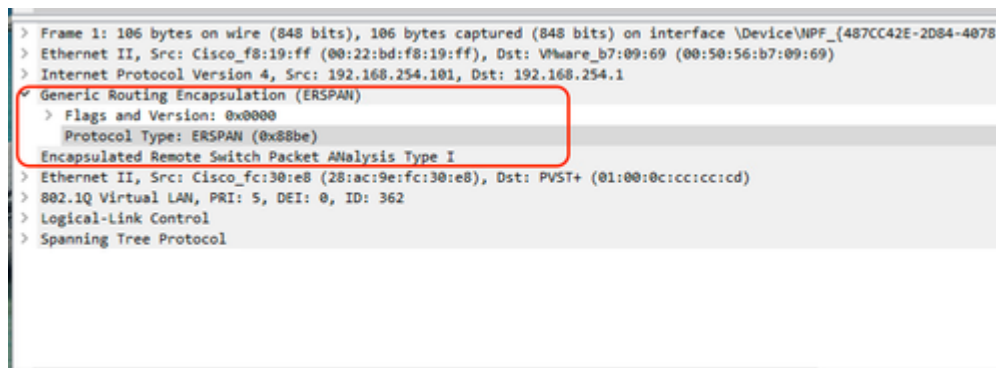 Frame 1: 106 bytes on wire (848 bits), 106 bytes captured (848 bits) on interface \Device\NPF_{487CC42E-2D84-4078
Ethernet II, Src: Cisco_f8:19:ff (00:22:bd:f8:19:ff), Dst: VMware_b7:09:69 (00:50:56:b7:09:69)
Internet Protocol Version 4, Src: 192.168.254.101, Dst: 192.168.254.1
Generic Routing Encapsulation (ERSPAN)
Flags and Version: 0x0000
Protocol Type: ERSPAN (0x88be)
Encapsulated Remote Switch Packet ANalysis Type I
Ethernet II, Src: Cisco_fc:30:e8 (28:ac:9e:fc:30:e8), Dst: PVST+ (01:00:0c:cc:cc:cd)
802.1Q Virtual LAN, PRI: 5, DEI: 0, ID: 362
Logical-Link Control
Spanning Tree Protocol